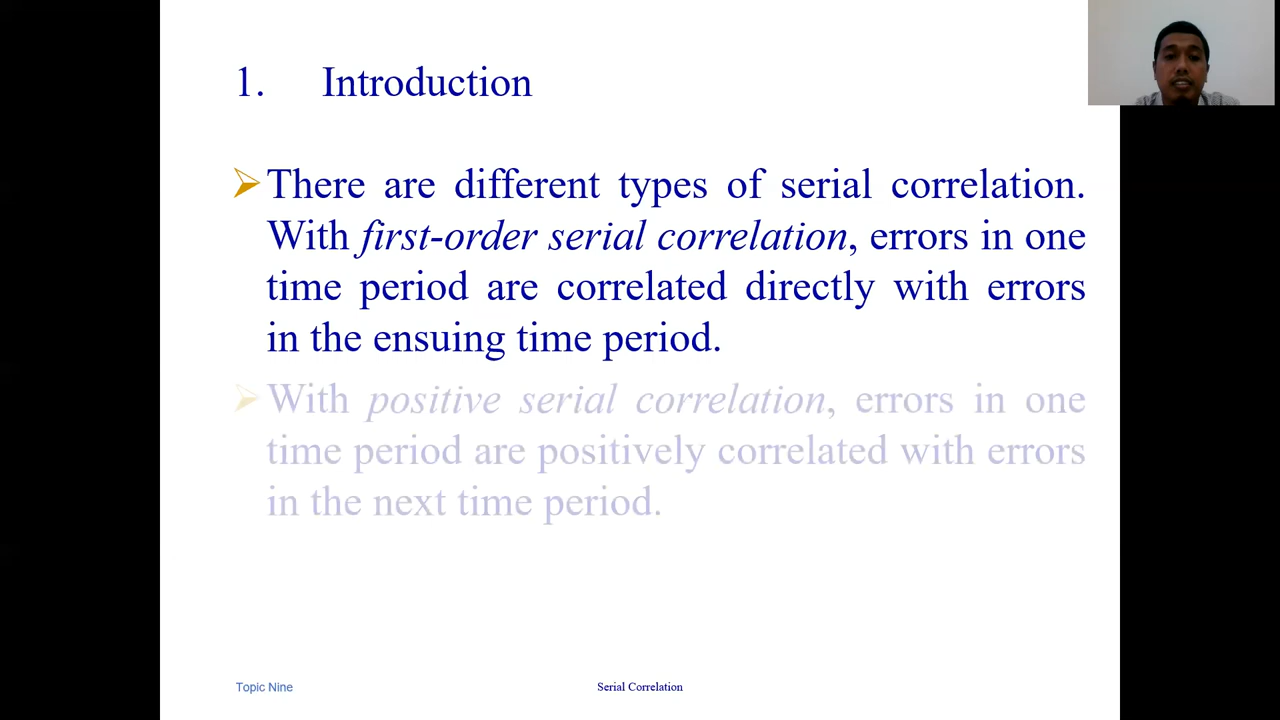 1. Introduction
There are different types of serial correlation.
With first-order serial correlation, errors in one
time period are correlated directly with errors
in the ensuing time period.
With positive serial correlation, errors in one
time period are positively correlated with errors
in the next time period.
Topic Nine
Serial Correlation